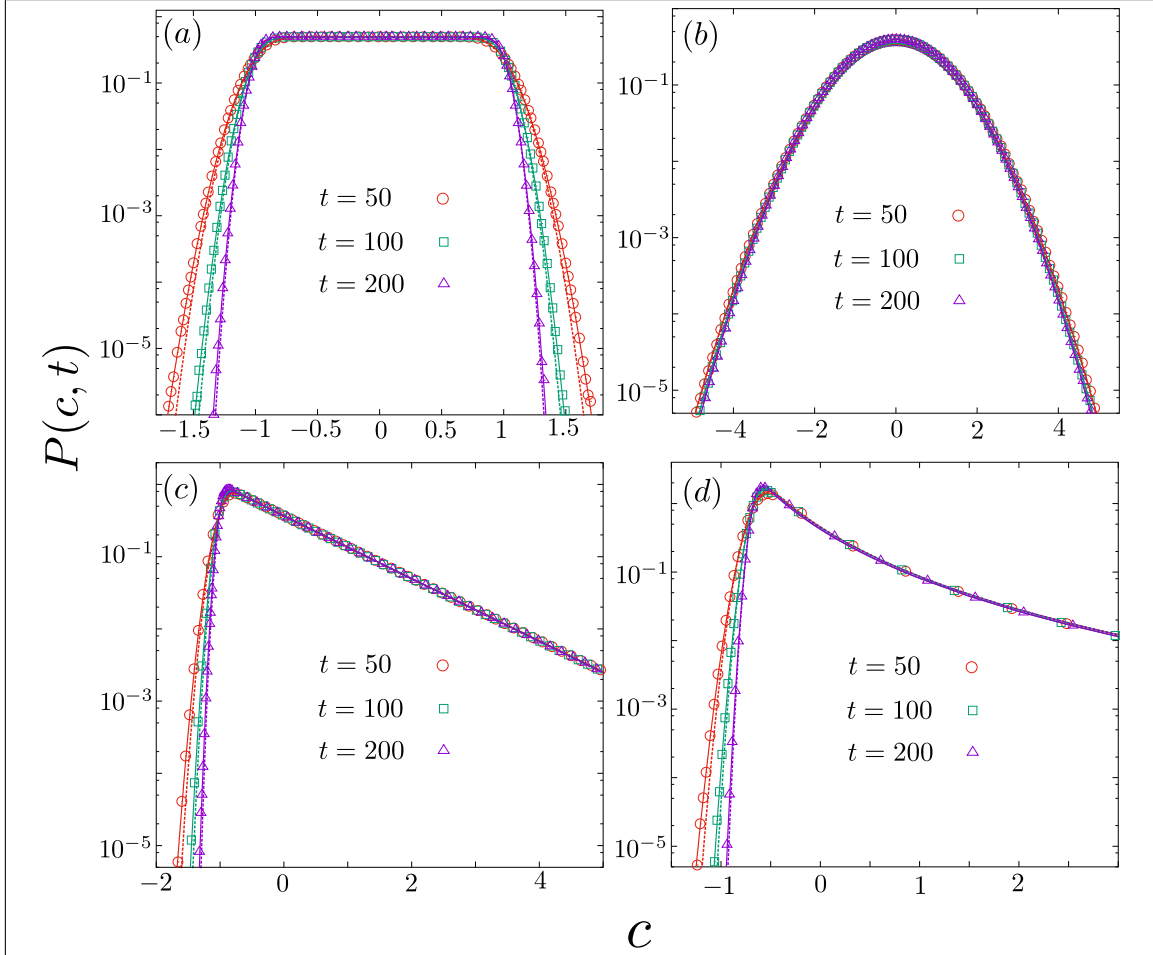 (a)
10^{-1}
10^{-3}
10^{-5}
t = 50
t = 100
t = 200
−1.5 −1 −0.5 0 0.5 1 1.5
(b)
10^{-1}
10^{-3}
10^{-5}
t = 50
t = 100
t = 200
−4 −2 0 2 4
P(c, t)
(c)
10^{-1}
10^{-3}
10^{-5}
t = 50
t = 100
t = 200
−2 0 2 4
(d)
10^{-1}
10^{-3}
10^{-5}
t = 50
t = 100
t = 200
−1 0 1 2
c